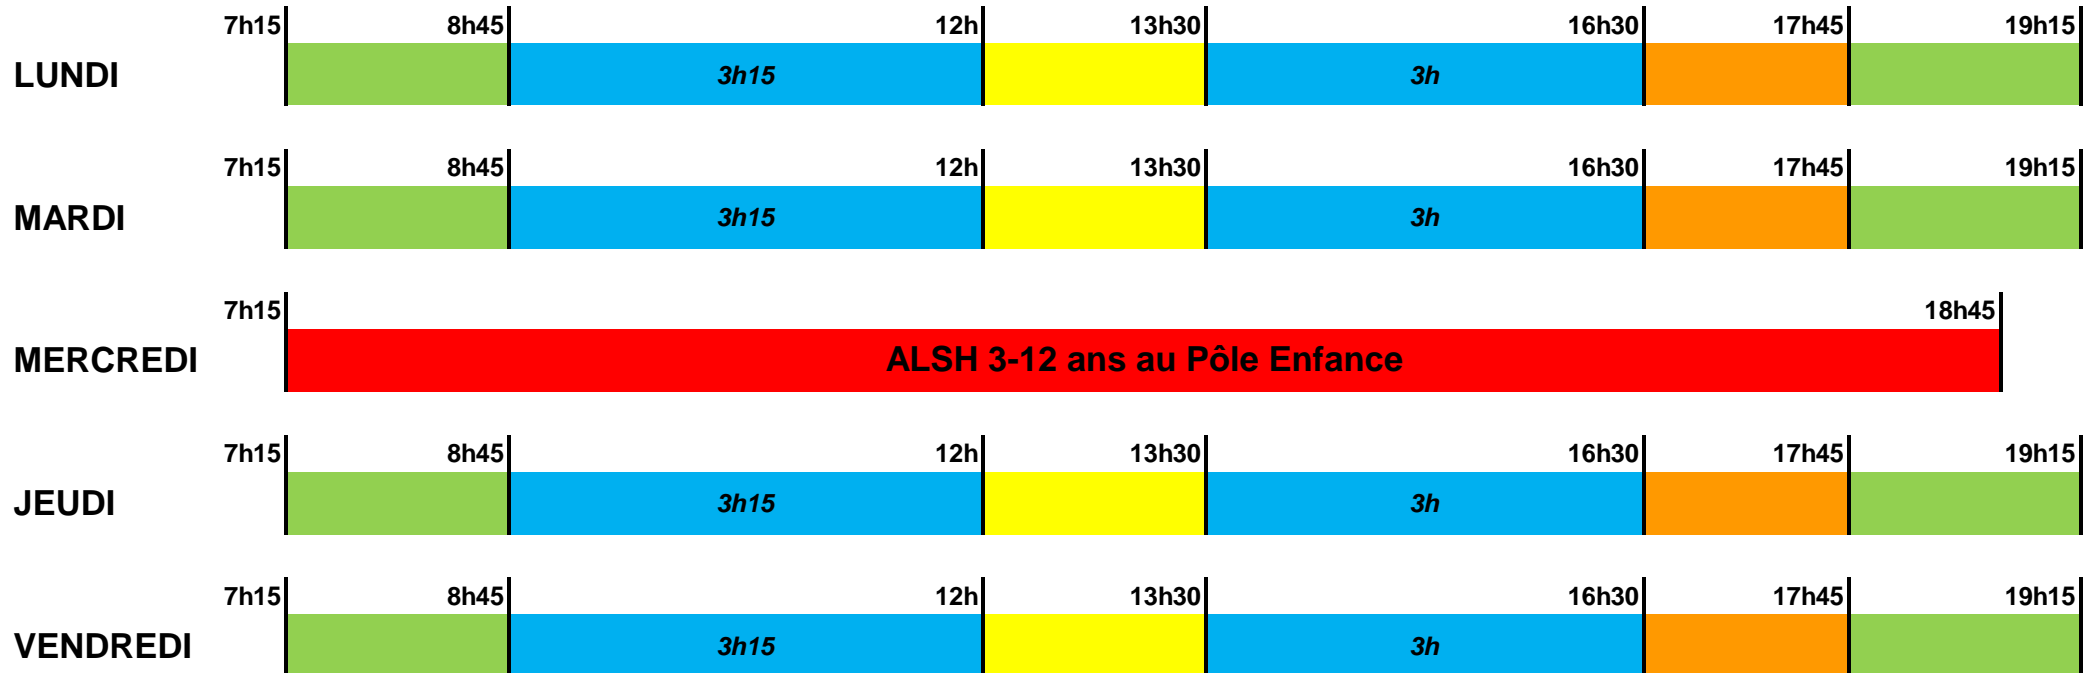 7h15 8h45 12h 13h30 16h30 17h45 19h15
LUNDI 3h15 3h
7h15 8h45 12h 13h30 16h30 17h45 19h15
MARDI 3h15 3h
7h15 18h45
MERCREDI ALSH 3-12 ans au Pôle Enfance
7h15 8h45 12h 13h30 16h30 17h45 19h15
JEUDI 3h15 3h
7h15 8h45 12h 13h30 16h30 17h45 19h15
VENDREDI 3h15 3h